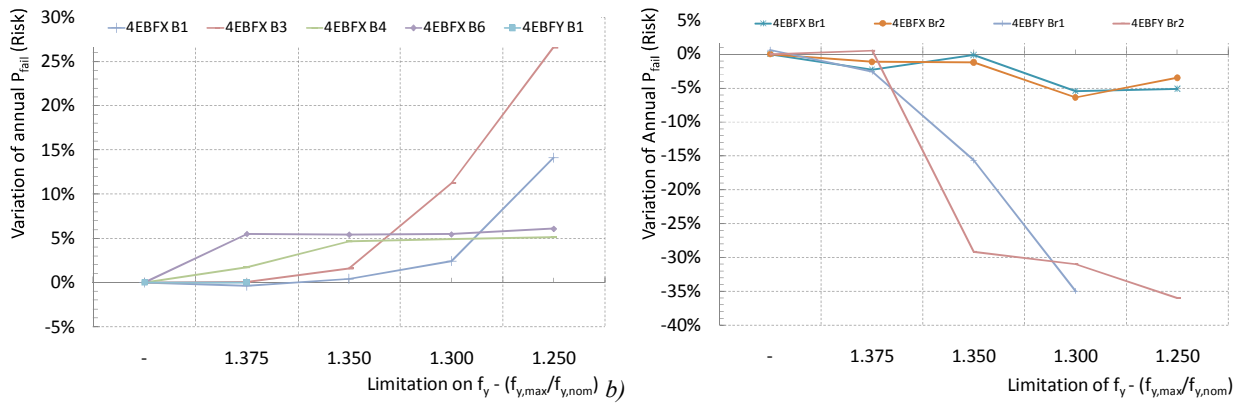 4EBFX B1 4EBFX B3 4EBFX B4 4EBFX B6 4EBFY B1
Variation of annual Pfail (Risk)
30%
25%
20%
15%
10%
5%
0%
-5%
- 1.375 1.350 1.300 1.250
Limitation on fy - (fy,max/fy,nom)
b)
4EBFX Br1 4EBFX Br2 4EBFY Br1 4EBFY Br2
Variation of Annual Pfail (Risk)
5%
0%
-5%
-10%
-15%
-20%
-25%
-30%
-35%
-40%
- 1.375 1.350 1.300 1.250
Limitation of fy - (fy,max/fy,nom)